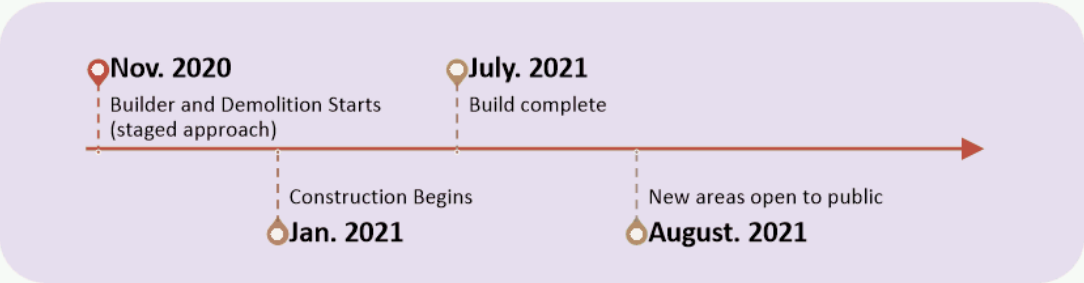 Nov. 2020
Builder and Demolition Starts
(staged approach)
July. 2021
Build complete
Construction Begins
Jan. 2021
New areas open to public
August. 2021